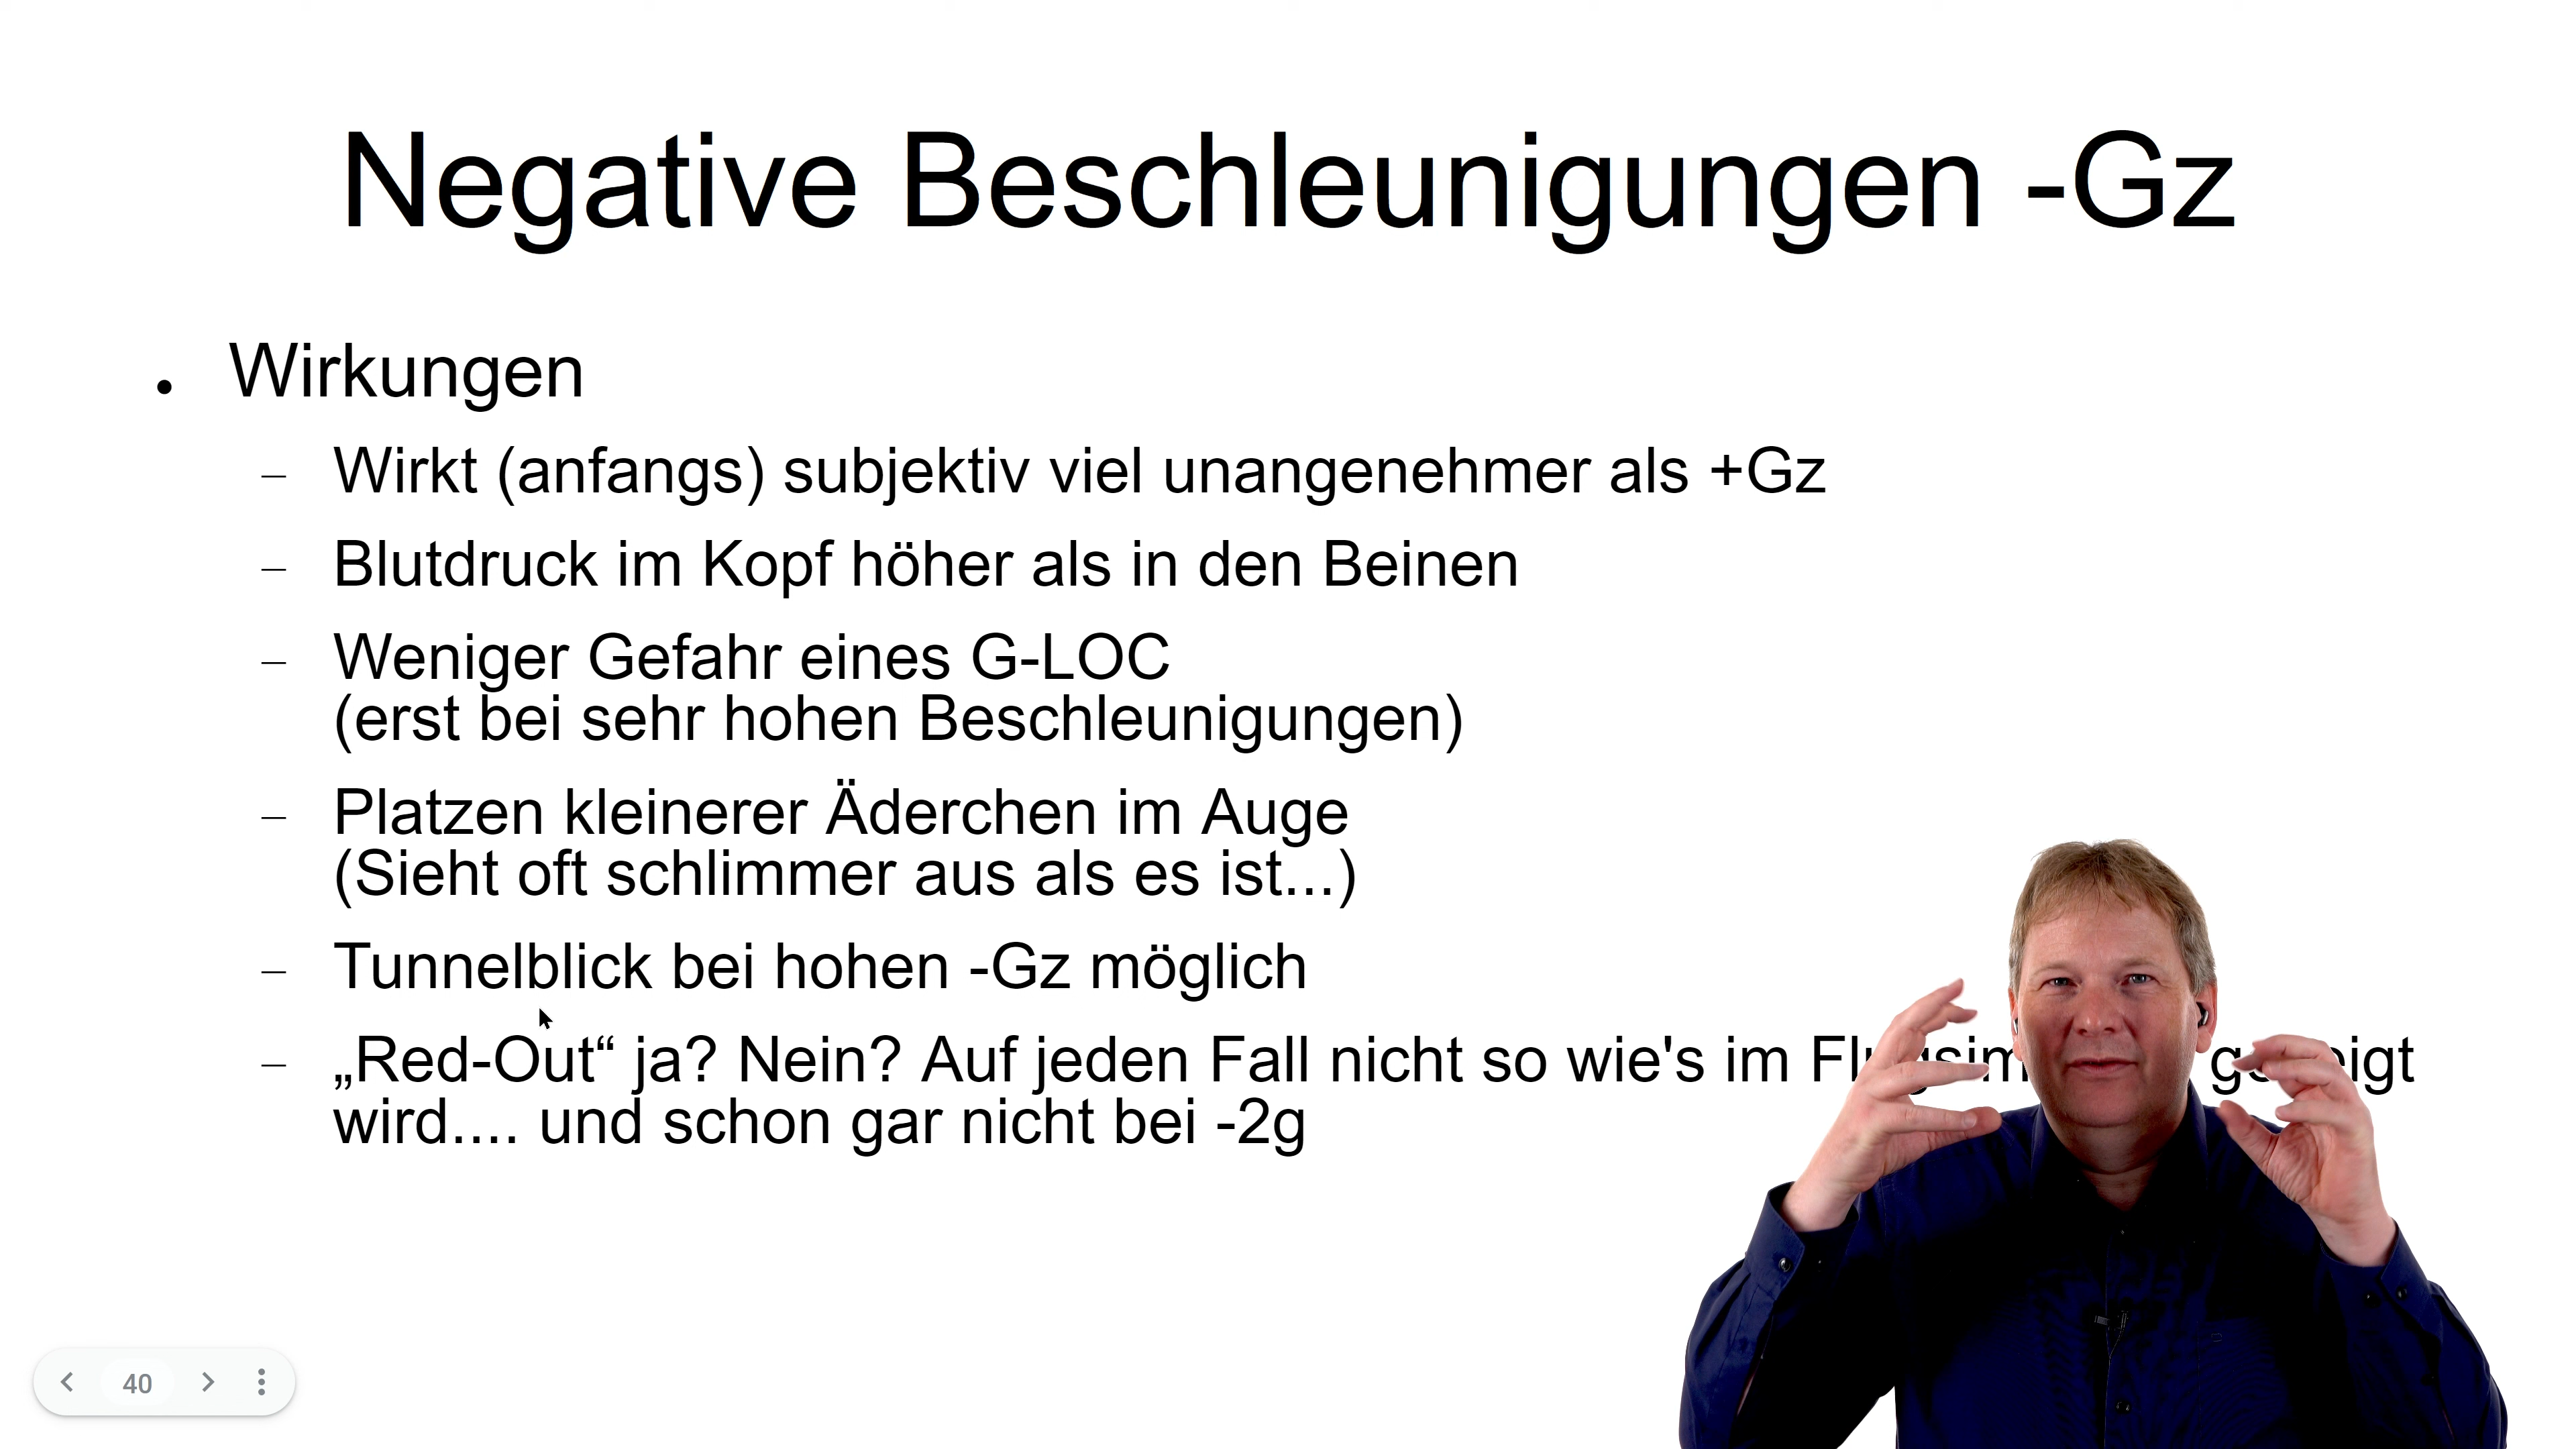 Negative Beschleunigungen -Gz
• Wirkungen
– Wirkt (anfangs) subjektiv viel unangenehmer als +Gz
– Blutdruck im Kopf höher als in den Beinen
– Weniger Gefahr eines G-LOC
(erst bei sehr hohen Beschleunigungen)
– Platzen kleinerer Äderchen im Auge
(Sieht oft schlimmer aus als es ist...)
– Tunnelblick bei hohen -Gz möglich
– „Red-Out“ ja? Nein? Auf jeden Fall nicht so wie's im
wird.... und schon gar nicht bei -2g
40